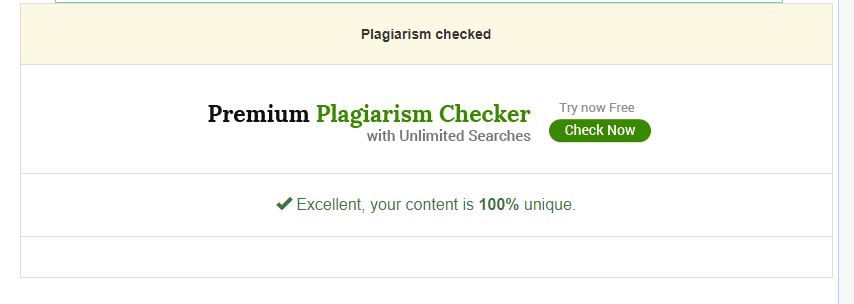 Plagiarism checked
Premium Plagiarism Checker
with Unlimited Searches
Try now Free
Check Now
Excellent, your content is 100% unique.